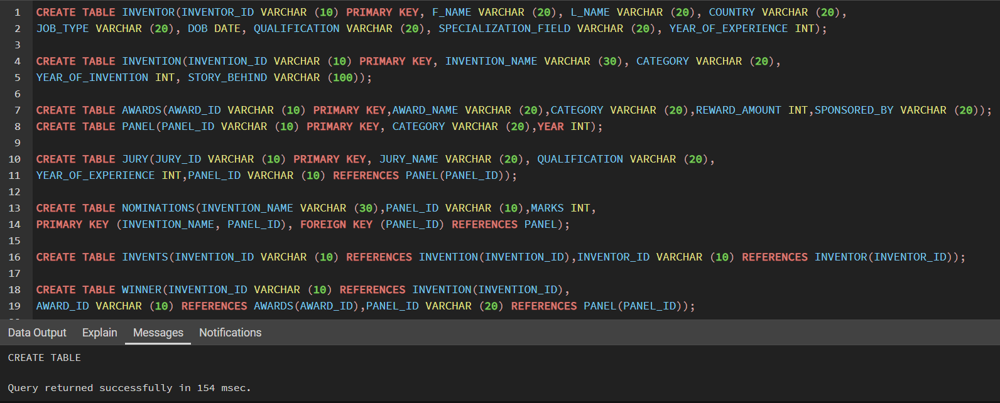 1 CREATE TABLE INVENTOR(INVENTOR_ID VARCHAR (10) PRIMARY KEY, F_NAME VARCHAR (20), L_NAME VARCHAR (20), COUNTRY VARCHAR (20),
2 JOB_TYPE VARCHAR (20), DOB DATE, QUALIFICATION VARCHAR (20), SPECIALIZATION_FIELD VARCHAR (20), YEAR_OF_EXPERIENCE INT);
3
4 CREATE TABLE INVENTION(INVENTION_ID VARCHAR (10) PRIMARY KEY, INVENTION_NAME VARCHAR (30), CATEGORY VARCHAR (20),
5 YEAR_OF_INVENTION INT, STORY_BEHIND VARCHAR (100));
6
7 CREATE TABLE AWARDS(AWARD_ID VARCHAR (10) PRIMARY KEY,AWARD_NAME VARCHAR (20),CATEGORY VARCHAR (20),REWARD_AMOUNT INT,SPONSORED_BY VARCHAR (20));
8 CREATE TABLE PANEL(PANEL_ID VARCHAR (10) PRIMARY KEY, CATEGORY VARCHAR (20),YEAR INT);
9
10 CREATE TABLE JURY(JURY_ID VARCHAR (10) PRIMARY KEY, JURY_NAME VARCHAR (20), QUALIFICATION VARCHAR (20),
11 YEAR_OF_EXPERIENCE INT,PANEL_ID VARCHAR (10) REFERENCES PANEL(PANEL_ID));
12
13 CREATE TABLE NOMINATIONS(INVENTION_NAME VARCHAR (30),PANEL_ID VARCHAR (10),MARKS INT,
14 PRIMARY KEY (INVENTION_NAME, PANEL_ID), FOREIGN KEY (PANEL_ID) REFERENCES PANEL);
15
16 CREATE TABLE INVENTS(INVENTION_ID VARCHAR (10) REFERENCES INVENTION(INVENTION_ID),INVENTOR_ID VARCHAR (10) REFERENCES INVENTOR(INVENTOR_ID));
17
18 CREATE TABLE WINNER(INVENTION_ID VARCHAR (10) REFERENCES INVENTION(INVENTION_ID),
19 AWARD_ID VARCHAR (10) REFERENCES AWARDS(AWARD_ID),PANEL_ID VARCHAR (20) REFERENCES PANEL(PANEL_ID));
Data Output Explain Messages Notifications
CREATE TABLE
Query returned successfully in 154 msec.